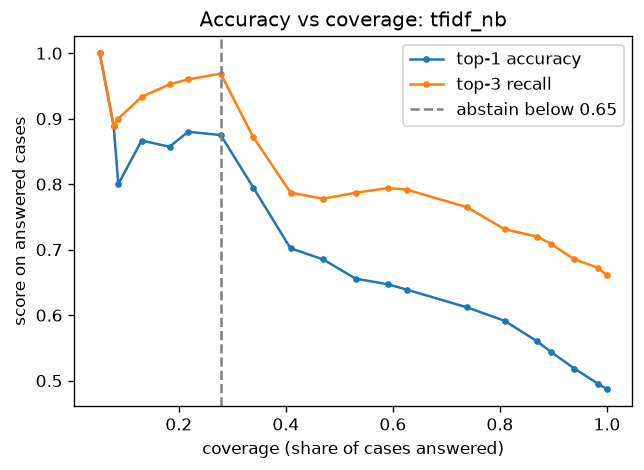 Accuracy vs coverage: tfidf_nb
top-1 accuracy
top-3 recall
abstain below 0.65
score on answered cases
1.0
0.9
0.8
0.7
0.6
0.5
0.2
0.4
0.6
0.8
1.0
coverage (share of cases answered)